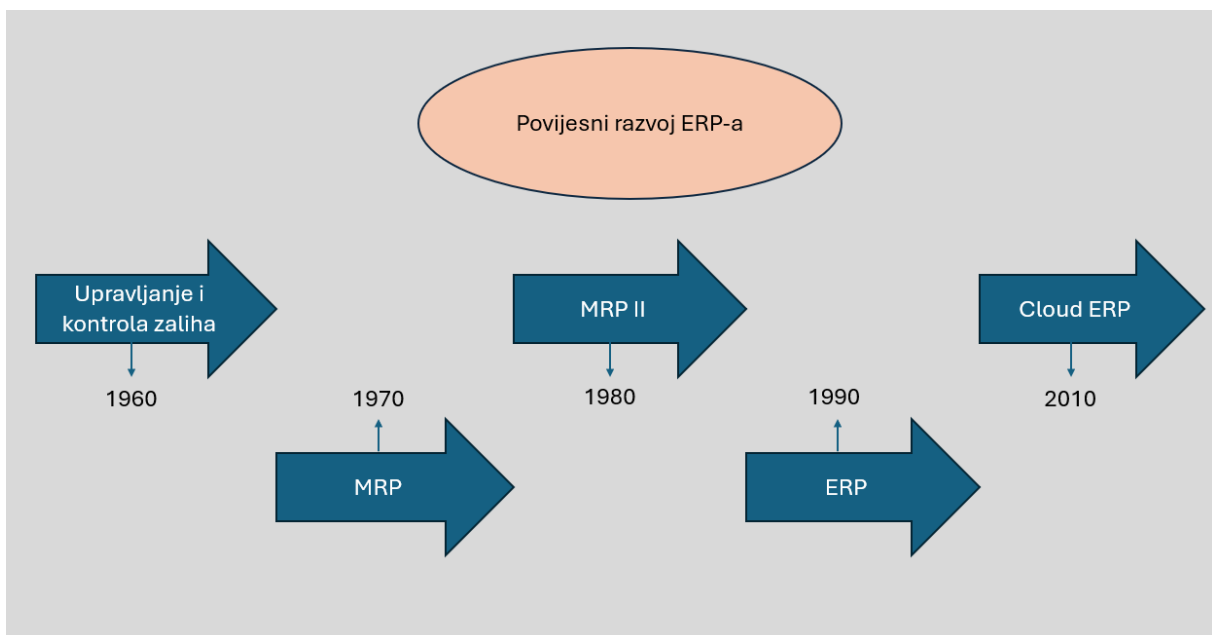 Povijesni razvoj ERP-a
Upravljanje i
kontrola zaliha
MRP II
Cloud ERP
1960
1970
1980
1990
2010
MRP
ERP